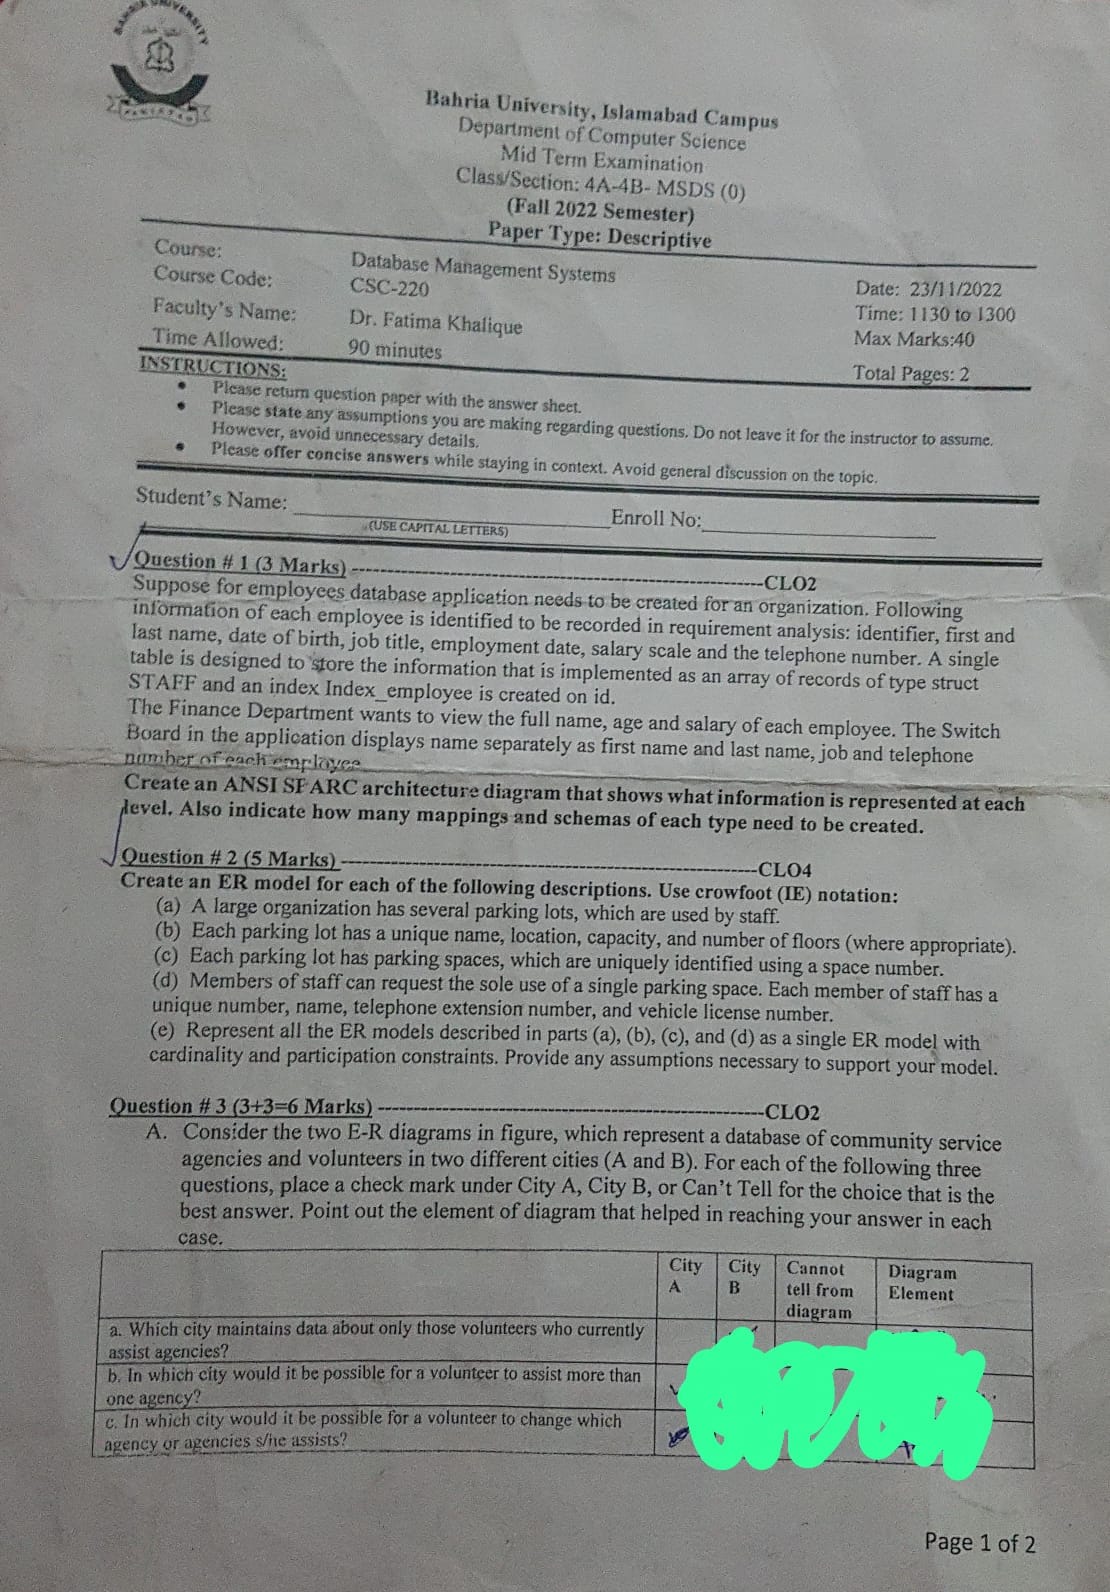 BAHRIA UNIVERSITY
PAKISTAN
Bahria University, Islamabad Campus
Department of Computer Science
Mid Term Examination
Class/Section: 4A-4B- MSDS (0)
(Fall 2022 Semester)
Paper Type: Descriptive
Course: Database Management Systems
Course Code: CSC-220 Date: 23/11/2022
Faculty's Name: Dr. Fatima Khalique Time: 1130 to 1300
Time Allowed: 90 minutes Max Marks:40
Total Pages: 2
INSTRUCTIONS:
• Please return question paper with the answer sheet.
• Please state any assumptions you are making regarding questions. Do not leave it for the instructor to assume.
However, avoid unnecessary details.
• Please offer concise answers while staying in context. Avoid general discussion on the topic.
Student's Name: Enroll No:
(USE CAPITAL LETTERS)
Question # 1 (3 Marks) ---CLO2
Suppose for employees database application needs to be created for an organization. Following
information of each employee is identified to be recorded in requirement analysis: identifier, first and
last name, date of birth, job title, employment date, salary scale and the telephone number. A single
table is designed to store the information that is implemented as an array of records of type struct
STAFF and an index Index_employee is created on id.
The Finance Department wants to view the full name, age and salary of each employee. The Switch
Board in the application displays name separately as first name and last name, job and telephone
number of each employee
Create an ANSI SPARC architecture diagram that shows what information is represented at each
level. Also indicate how many mappings and schemas of each type need to be created.
Question # 2 (5 Marks) ---CLO4
Create an ER model for each of the following descriptions. Use crowfoot (IE) notation:
(a) A large organization has several parking lots, which are used by staff.
(b) Each parking lot has a unique name, location, capacity, and number of floors (where appropriate).
(c) Each parking lot has parking spaces, which are uniquely identified using a space number.
(d) Members of staff can request the sole use of a single parking space. Each member of staff has a
unique number, name, telephone extension number, and vehicle license number.
(e) Represent all the ER models described in parts (a), (b), (c), and (d) as a single ER model with
cardinality and participation constraints. Provide any assumptions necessary to support your model.
Question # 3 (3+3=6 Marks) ---CLO2
A. Consider the two E-R diagrams in figure, which represent a database of community service
agencies and volunteers in two different cities (A and B). For each of the following three
questions, place a check mark under City A, City B, or Can't Tell for the choice that is the
best answer. Point out the element of diagram that helped in reaching your answer in each
case.
City City Cannot Diagram
A B tell from Element
diagram
a. Which city maintains data about only those volunteers who currently
assist agencies?
b. In which city would it be possible for a volunteer to assist more than
one agency?
c. In which city would it be possible for a volunteer to change which
agency or agencies s/he assists?
Page 1 of 2